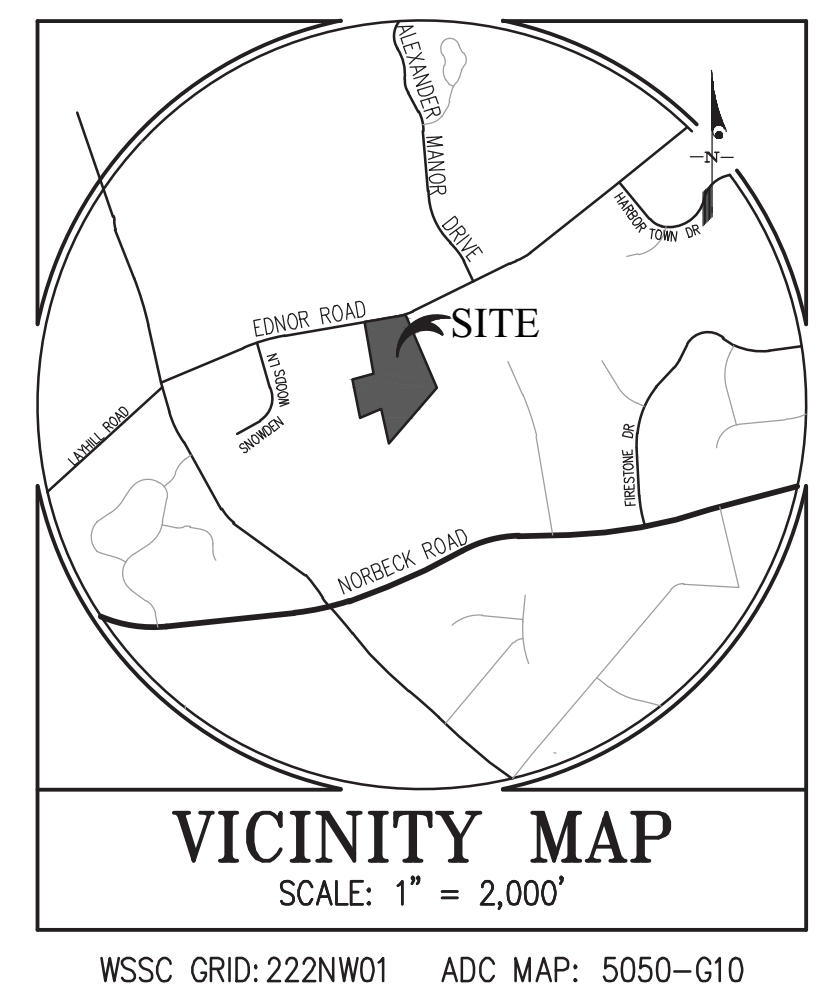 ALEXANDER MANOR DRIVE
-N-
HARBOR TOWN DR
EDNOR ROAD
SITE
SNOWDEN WOODS LN
LAYHILL ROAD
FIRESTONE DR
NORBECK ROAD
VICINITY MAP
SCALE: 1" = 2,000'
WSSC GRID: 222NW01 ADC MAP: 5050-G10